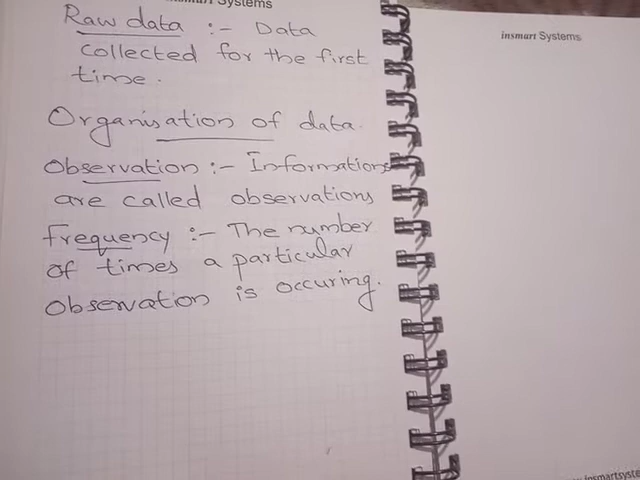 Systems
Raw data :- Data
collected for the first
time.
Organisation of data.
Observation :- Informations
are called observations
frequency :- The number
of times a particular
observation is occuring.
insmart Systems